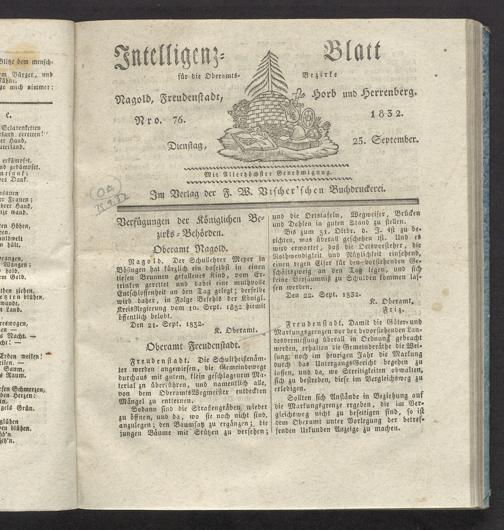 Intelligenz- Blatt
für die Oberamts- Bezirke
Nagold, Freudenstadt, Horb und Herrenberg.
Nro. 76. 1832.
Dienstag, 25. September.
Mit Allerhöchster Genehmigung.
Im Verlag der F. W. Vischer'schen Buchdruckerei.
Verfügungen der Königlichen Be-
zirks-Behörden.
Oberamt Nagold.
Nagold. Der Schullehrer Meyer in
Ebhingen hat kürzlich ein daselbst in einen
tiefen Brunnen gefallenes Kind, vom Er-
trinken gerettet und dabei eine muthvolle
Entschlossenheit an den Tag gelegt; derselbe
wird daher, in Folge Befehls der Königl.
KreisRegierung vom 10. Sept. 1832 hiemit
öffentlich belobt.
Den 21. Sept. 1832.
K. Oberamt.
Oberamt Freudenstadt.
Freudenstadt. Die Schultheißenäm-
ter werden angewiesen, die Gemeindewege
durchaus mit gutem, klein geschlagenem Ma-
terial zu überführen, und namentlich alle,
von dem OberamtsWegmeister entdeckten
Mängel zu entfernen.
Sodann sind die Straßengräben wieder
zu öffnen, und da, wo sie noch nicht sind,
anzulegen; den Baumsatz zu ergänzen, die
jungen Bäume mit Stützen zu versehen;
und die Ortstafeln, Wegweiser, Brücken
und Dohlen in guten Stand zu stellen.
Bis zum 31. Oktbr. d. J. ist zu be-
richten, was überall geschehen ist. Und es
wird erwartet, daß die Ortsvorsteher, die
Nothwendigkeit und Nützlichkeit einsehend,
einen regen Eifer für den vorstehenden Ge-
schäftszweig an den Tag legen, und sich
keine Versäumniß zu Schulden kommen
lassen.
Den 22. Sept. 1832.
K. Oberamt,
Friz.
Freudenstadt. Damit die Güter- und
Markungsgrenzen vor der bevorstehenden Lan-
desvermessung überall in Ordnung gebracht
werden, erhalten die Gemeinderäthe die Wei-
sung, noch im heurigen Jahr die Markung
durch das Untergangs-Gericht begehen zu
lassen, und da, wo Streitigkeiten obwalten,
sich zu bestreben, diese im Vergleichsweg zu
erledigen.
Sollten sich Anstände in Beziehung auf
die Markungsgrenze ergeben, die im Ver-
gleichsweg nicht zu beseitigen sind, so ist
dem Oberamt unter Vorlegung der betref-
fenden Urkunden Anzeige zu machen.